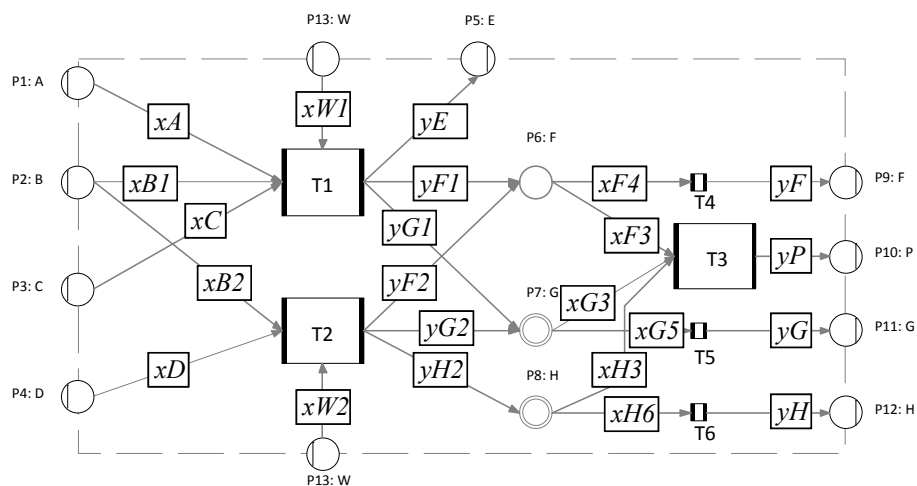 P13: W
P5: E
P1: A
xA
xW1
yE
P6: F
P2: B
xB1
T1
yF1
xF4
T4
yF
P9: F
xC
yG1
xF3
P3: C
xB2
yF2
P7: G
xG3
T3
yP
P10: P
T2
yG2
xG5
T5
yG
P11: G
P4: D
xD
yH2
P8: H
xH3
xW2
xH6
T6
yH
P12: H
P13: W